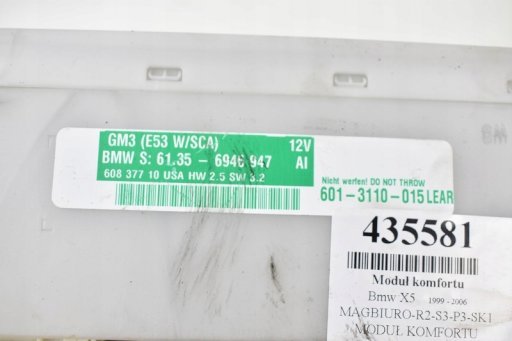 GM3 (E53 W/SCA) 12V
BMW S: 61.35 - 6946 947 AI
608 377 10 USA HW 2.5 SW 3.2
Nicht werfen! DO NOT THROW
601-3110-015 LEAR
435581
Moduł komfortu
Bmw X5 1999 - 2006
MAGBIURO-R2-S3-P3-SK1
MODUŁ KOMFORTU